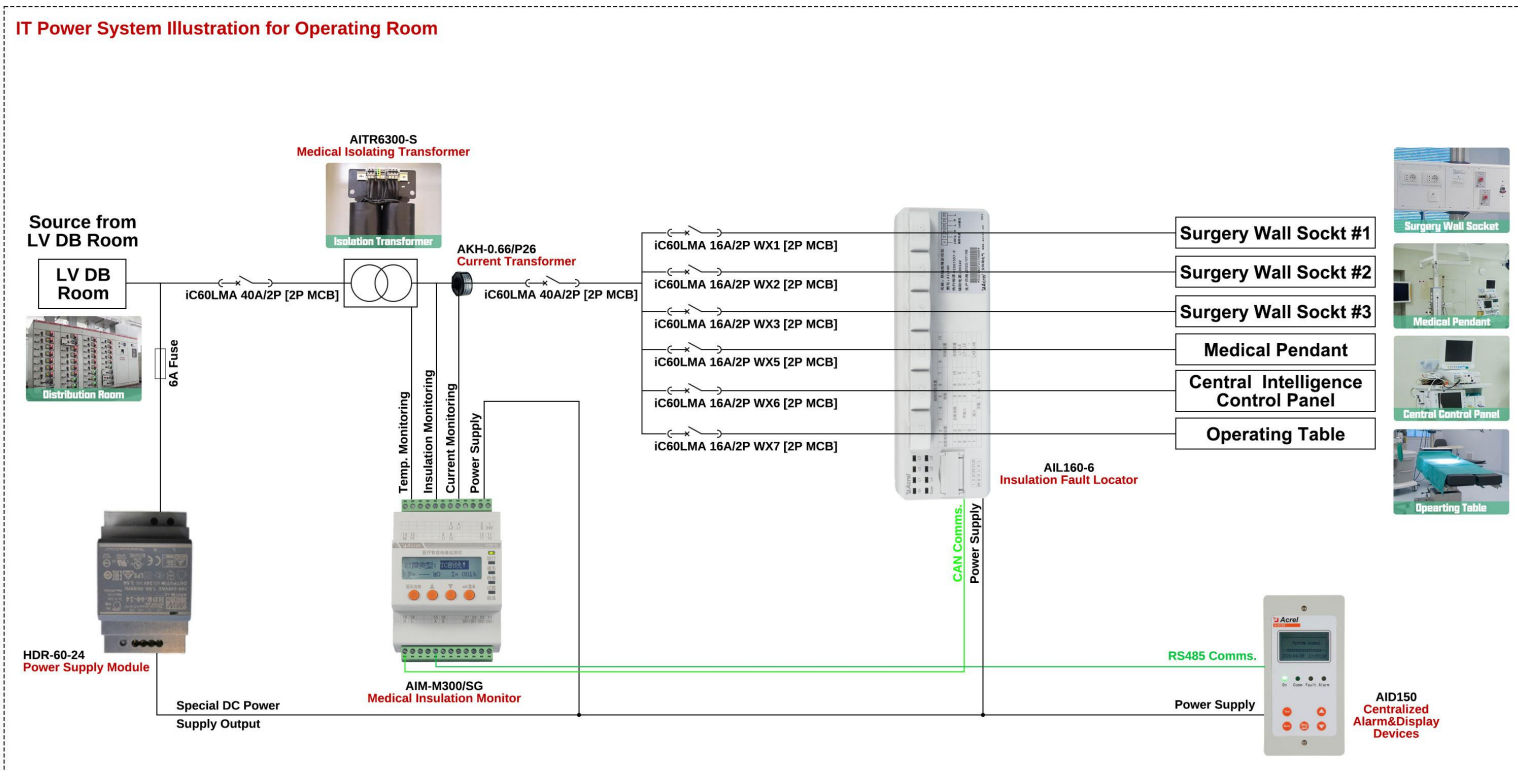 IT Power System Illustration for Operating Room
AITR6300-S
Medical Isolating Transformer
Isolation Transformer
Source from
LV DB Room
LV DB
Room
Distribution Room
iC60LMA 40A/2P [2P MCB]
AKH-0.66/P26
Current Transformer
iC60LMA 40A/2P [2P MCB]
6A Fuse
Temp. Monitoring
Insulation Monitoring
Current Monitoring
Power Supply
iC60LMA 16A/2P WX1 [2P MCB]
iC60LMA 16A/2P WX2 [2P MCB]
iC60LMA 16A/2P WX3 [2P MCB]
iC60LMA 16A/2P WX5 [2P MCB]
iC60LMA 16A/2P WX6 [2P MCB]
iC60LMA 16A/2P WX7 [2P MCB]
Surgery Wall Sockt #1
Surgery Wall Sockt #2
Surgery Wall Sockt #3
Medical Pendant
Central Intelligence
Control Panel
Operating Table
Surgery Wall Socket
Medical Pendant
Central Control Panel
Opearting Table
AIL160-6
Insulation Fault Locator
CAN Comms.
Power Supply
HDR-60-24
Power Supply Module
AIM-M300/SG
Medical Insulation Monitor
Special DC Power
Supply Output
RS485 Comms.
Power Supply
Acrel
On Comm Fault Alarm
AID150
Centralized
Alarm&Display
Devices